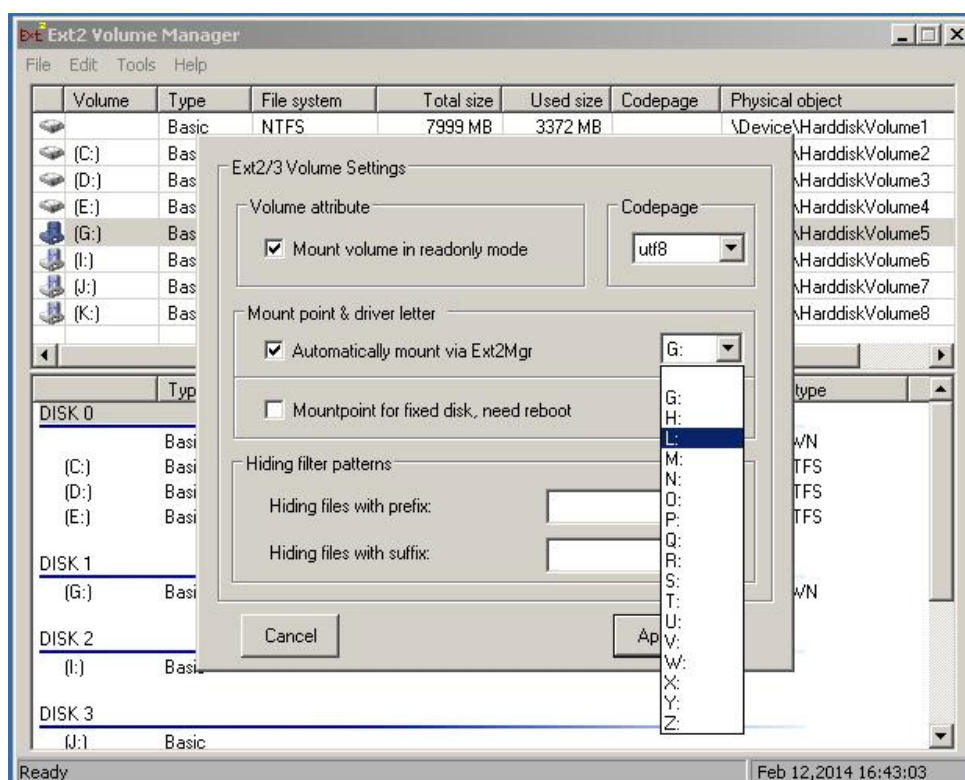 Ext2 Volume Manager
File Edit Tools Help
Volume Type File system Total size Used size Codepage Physical object
Basic NTFS 7999 MB 3372 MB \Device\HarddiskVolume1
(C:) Bas \HarddiskVolume2
(D:) Bas \HarddiskVolume3
(E:) Bas \HarddiskVolume4
(G:) Bas \HarddiskVolume5
(I:) Bas \HarddiskVolume6
(J:) Bas \HarddiskVolume7
(K:) Bas \HarddiskVolume8
Ext2/3 Volume Settings
Volume attribute
Mount volume in readonly mode
Codepage
utf8
Mount point & driver letter
Automatically mount via Ext2Mgr G:
Mountpoint for fixed disk, need reboot
Hiding filter patterns
Hiding files with prefix:
Hiding files with suffix:
Cancel Ap
G:
H:
L:
M:
N:
O:
P:
Q:
R:
S:
T:
U:
V:
W:
X:
Y:
Z:
Typ type
DISK 0
Basi WN
(C:) Basi TFS
(D:) Basi TFS
(E:) Basi TFS
DISK 1
(G:) Basi WN
DISK 2
(I:) Basic
DISK 3
(J:) Basic
Ready Feb 12,2014 16:43:03